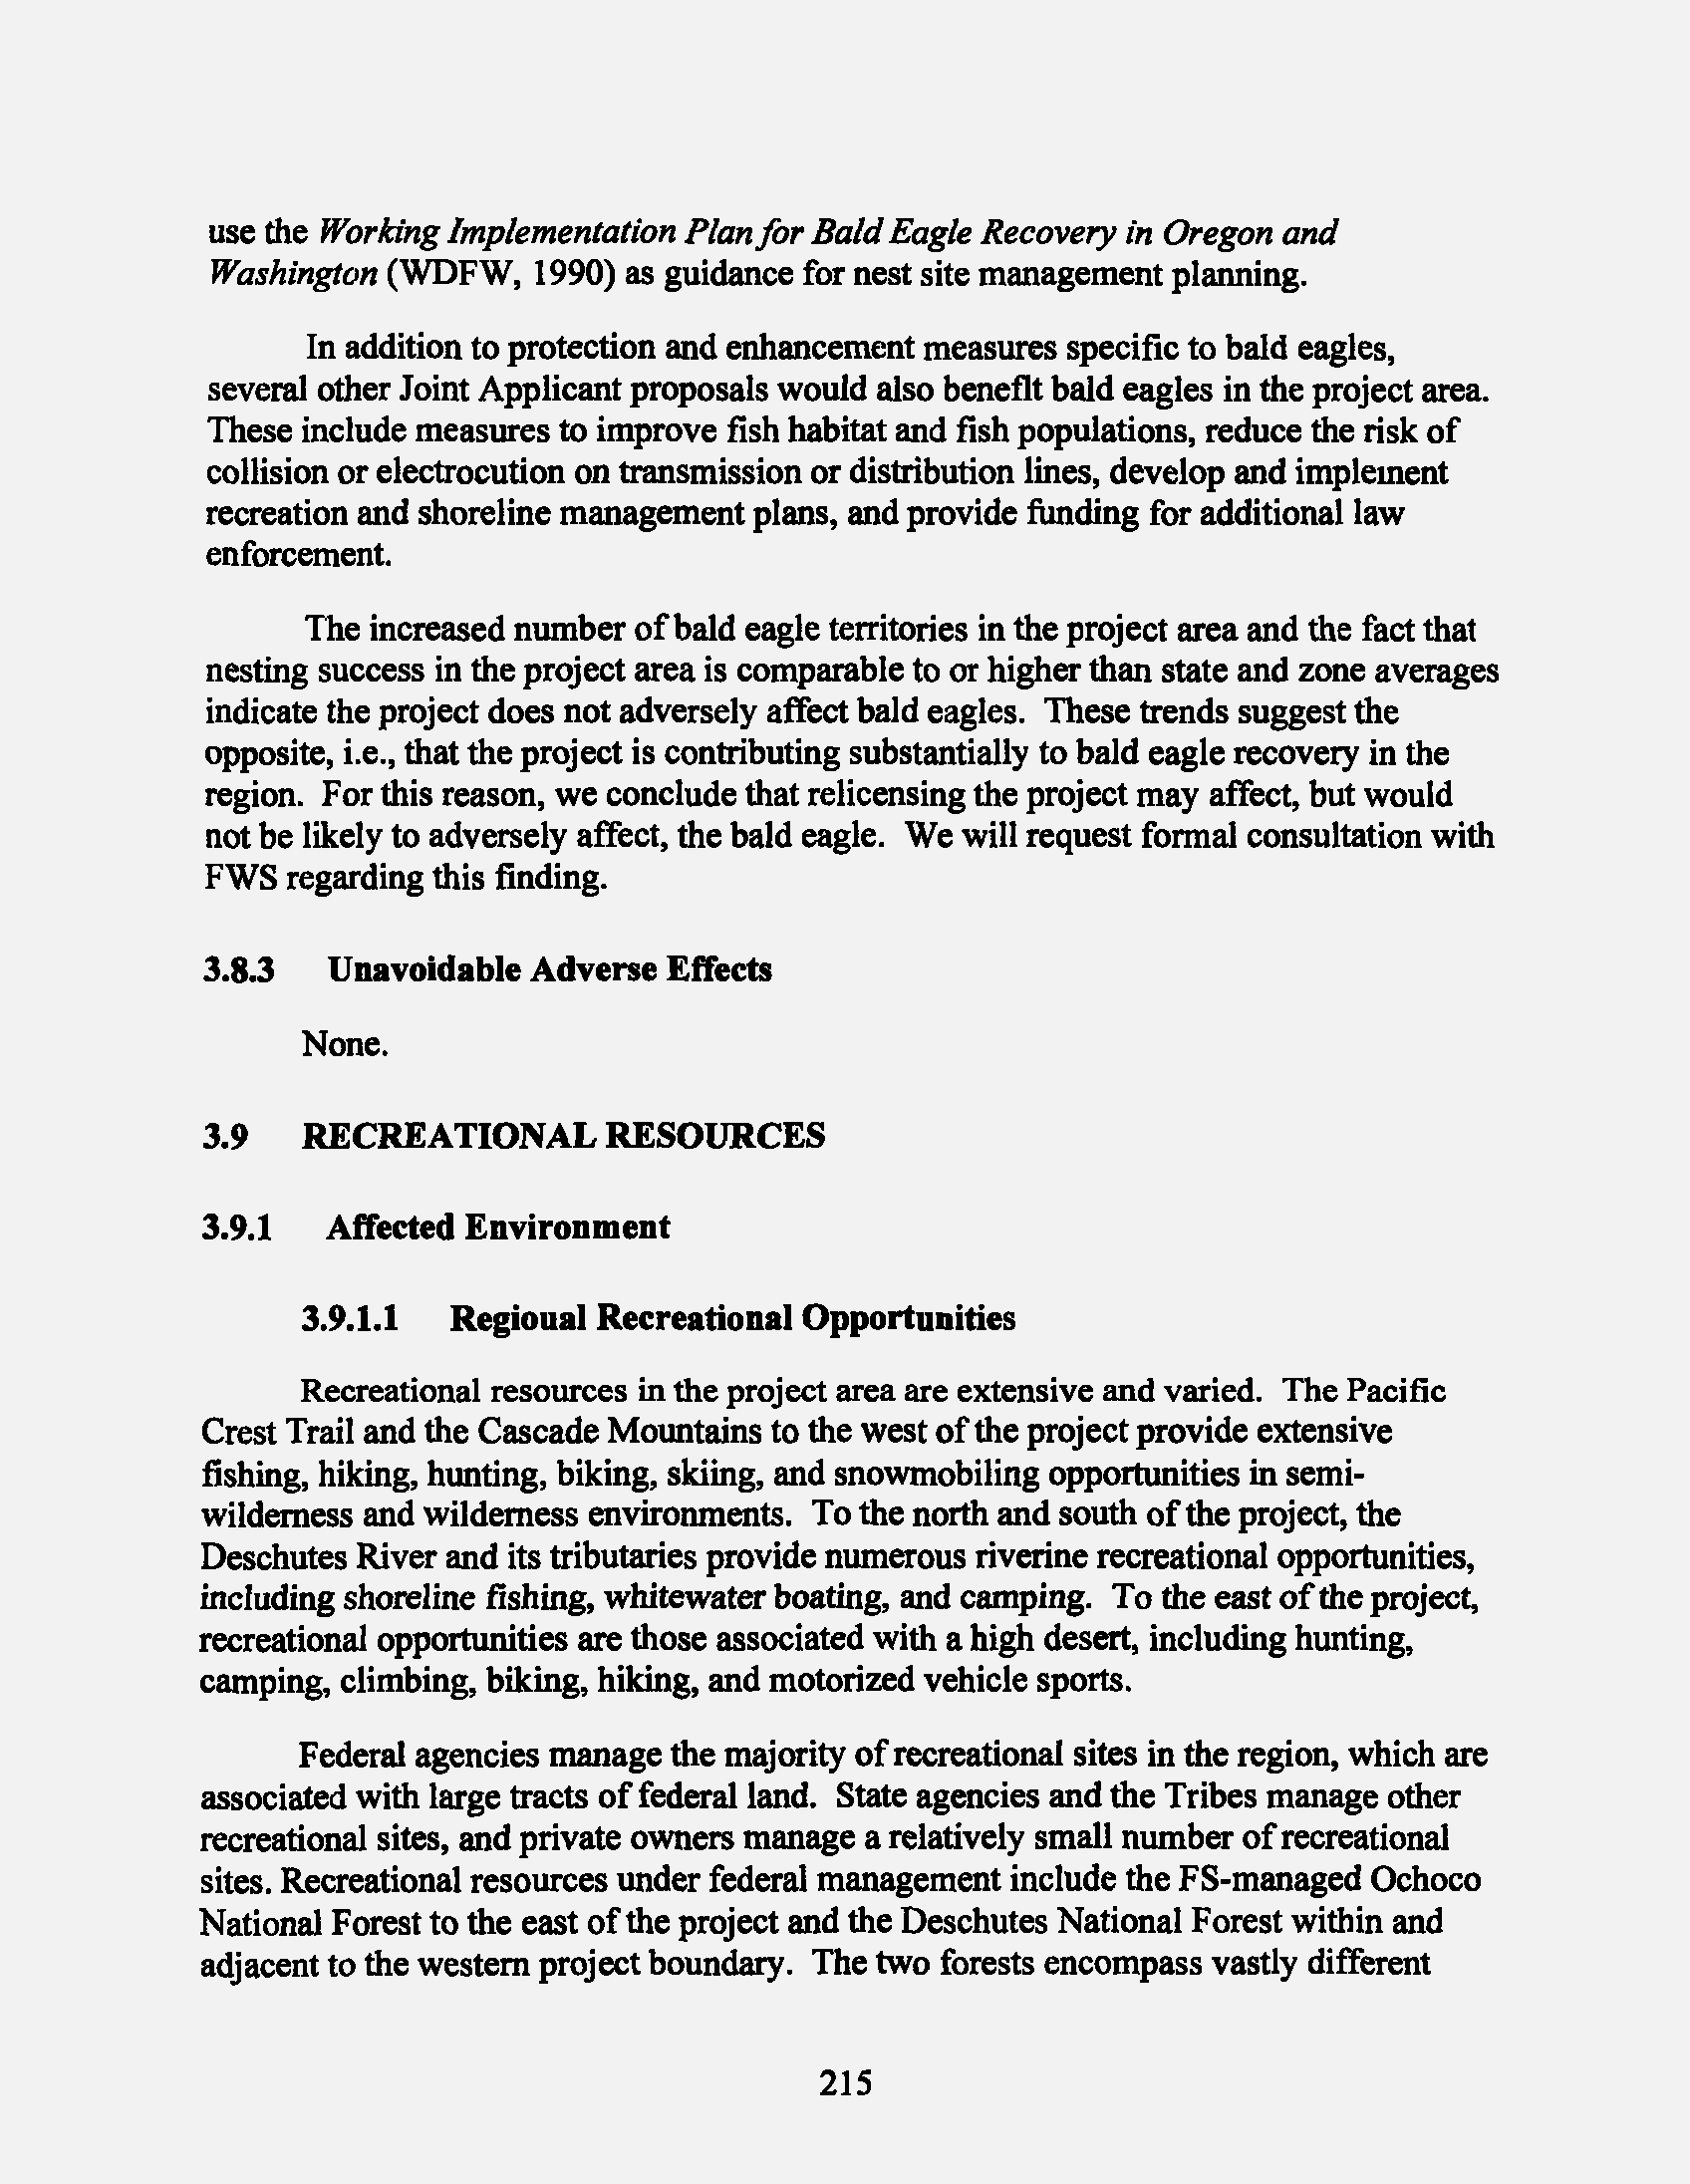 use the Working Implementation Plan for Bald Eagle Recovery in Oregon and
Washington (WDFW, 1990) as guidance for nest site management planning.
In addition to protection and enhancement measures specific to bald eagles,
several other Joint Applicant proposals would also benefit bald eagles in the project area.
These include measures to improve fish habitat and fish populations, reduce the risk of
collision or electrocution on transmission or distribution lines, develop and implement
recreation and shoreline management plans, and provide funding for additional law
enforcement.
The increased number of bald eagle territories in the project area and the fact that
nesting success in the project area is comparable to or higher than state and zone averages
indicate the project does not adversely affect bald eagles. These trends suggest the
opposite, i.e., that the project is contributing substantially to bald eagle recovery in the
region. For this reason, we conclude that relicensing the project may affect, but would
not be likely to adversely affect, the bald eagle. We will request formal consultation with
FWS regarding this finding.
3.8.3 Unavoidable Adverse Effects
None.
3.9 RECREATIONAL RESOURCES
3.9.1 Affected Environment
3.9.1.1 Regioual Recreational Opportunities
Recreational resources in the project area are extensive and varied. The Pacific
Crest Trail and the Cascade Mountains to the west of the project provide extensive
fishing, hiking, hunting, biking, skiing, and snowmobiling opportunities in semi-
wilderness and wilderness environments. To the north and south of the project, the
Deschutes River and its tributaries provide numerous riverine recreational opportunities,
including shoreline fishing, whitewater boating, and camping. To the east of the project,
recreational opportunities are those associated with a high desert, including hunting,
camping, climbing, biking, hiking, and motorized vehicle sports.
Federal agencies manage the majority of recreational sites in the region, which are
associated with large tracts of federal land. State agencies and the Tribes manage other
recreational sites, and private owners manage a relatively small number of recreational
sites. Recreational resources under federal management include the FS-managed Ochoco
National Forest to the east of the project and the Deschutes National Forest within and
adjacent to the western project boundary. The two forests encompass vastly different
215